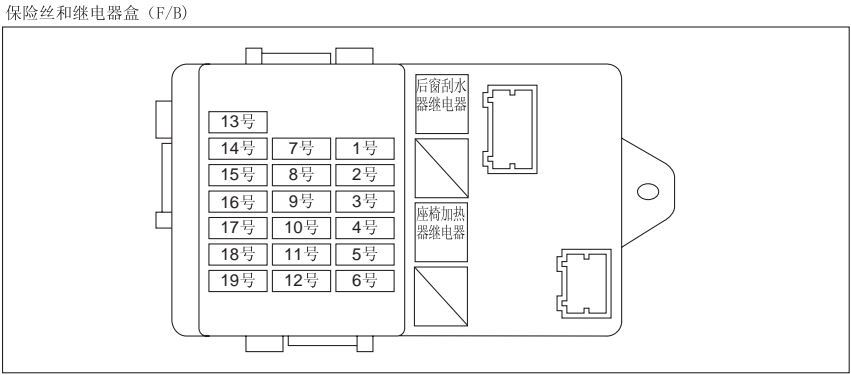 保险丝和继电器盒（F/B）
后窗刮水
器继电器
13号
14号 7号 1号
15号 8号 2号
16号 9号 3号
座椅加热
器继电器
17号 10号 4号
18号 11号 5号
19号 12号 6号